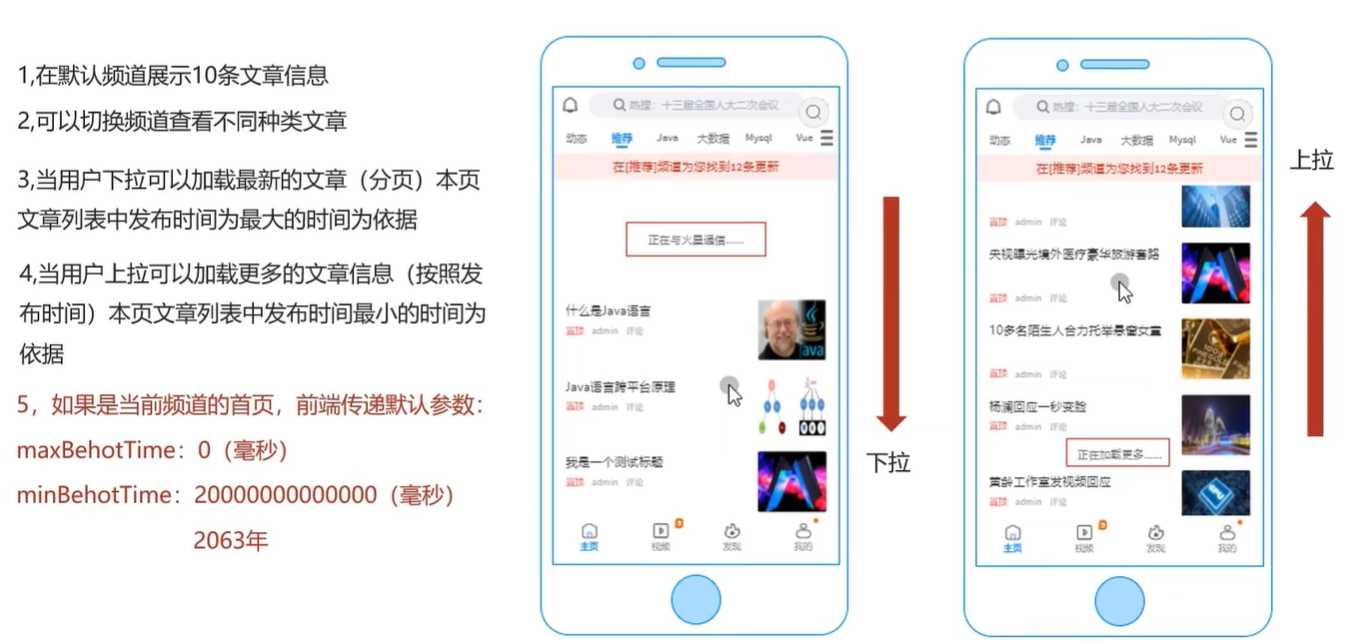 1,在默认频道展示10条文章信息
2,可以切换频道查看不同种类文章
3,当用户下拉可以加载最新的文章（分页）本页
文章列表中发布时间为最大的时间为依据
4,当用户上拉可以加载更多的文章信息（按照发
布时间）本页文章列表中发布时间最小的时间为
依据
5，如果是当前频道的首页，前端传递默认参数：
maxBehotTime：0（毫秒）
minBehotTime：20000000000000（毫秒）
2063年
热搜：十三届全国人大二次会议
动态 推荐 Java 大数据 Mysql Vue
在[推荐]频道为您找到12条更新
正在与火星通信......
什么是Java语言
置顶 admin 评论
Java语言跨平台原理
置顶 admin 评论
我是一个测试标题
置顶 admin 评论
主页 视频 发现 我的
下拉
热搜：十三届全国人大二次会议
动态 推荐 Java 大数据 Mysql Vue
在[推荐]频道为您找到12条更新
置顶 admin 评论
央视曝光境外医疗豪华旅游套路
置顶 admin 评论
10多名陌生人合力托举悬窗女童
置顶 admin 评论
杨澜回应一秒变脸
置顶 admin 评论
正在加载更多......
黄龄工作室发视频回应
置顶 admin 评论
主页 视频 发现 我的
上拉